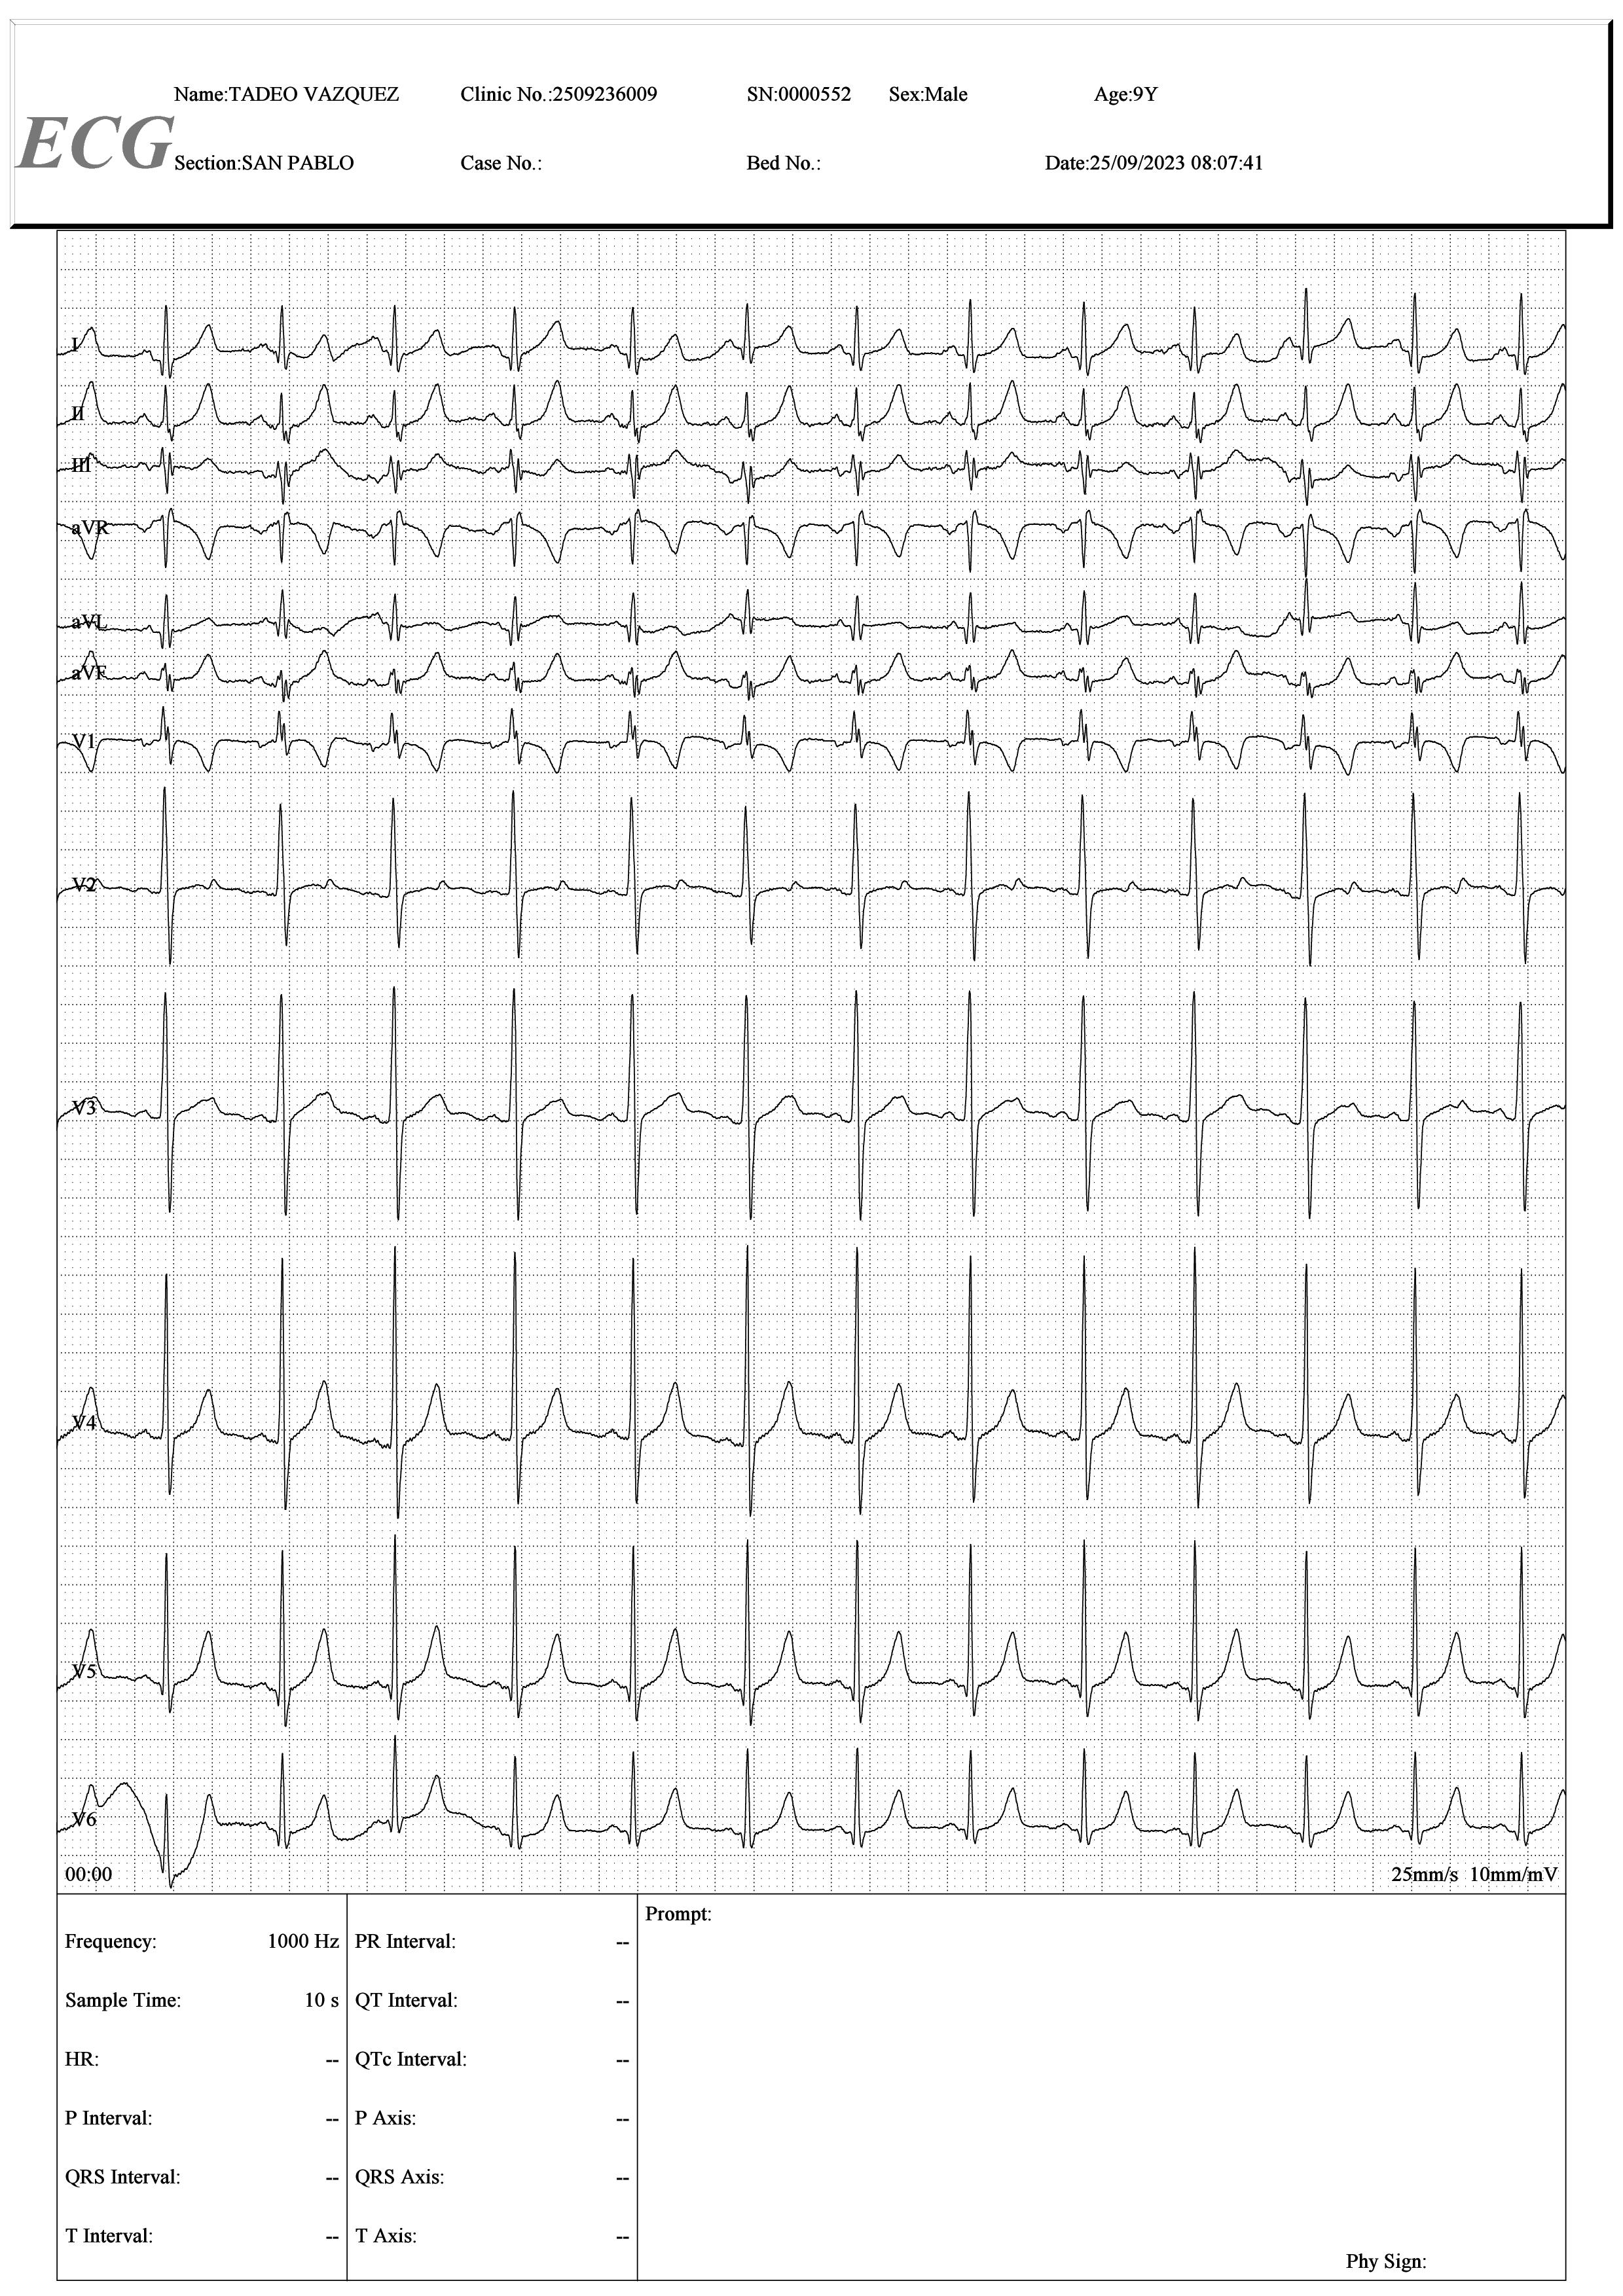 ECG
Name:TADEO VAZQUEZ Clinic No.:2509236009 SN:0000552 Sex:Male Age:9Y
Section:SAN PABLO Case No.: Bed No.: Date:25/09/2023 08:07:41
I
II
III
aVR
aVL
aVF
V1
V2
V3
V4
V5
V6
00:00 25mm/s 10mm/mV
Frequency: 1000 Hz PR Interval: -- Prompt:
Sample Time: 10 s QT Interval: --
HR: -- QTc Interval: --
P Interval: -- P Axis: --
QRS Interval: -- QRS Axis: --
T Interval: -- T Axis: --
Phy Sign: